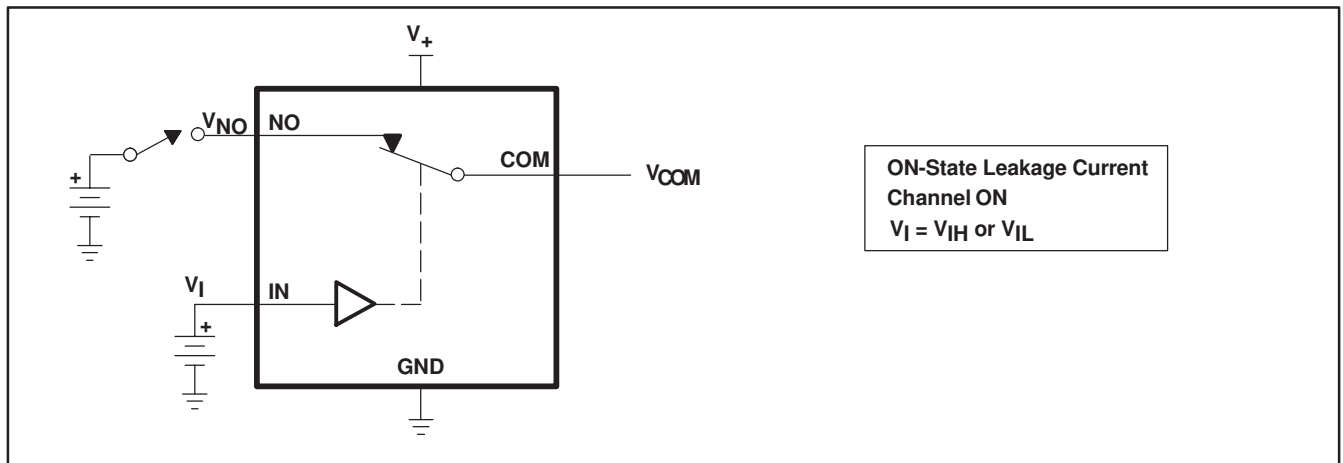 V+
VNO NO
COM
VCOM
+
ON-State Leakage Current
Channel ON
VI = VIH or VIL
VI IN
+
GND